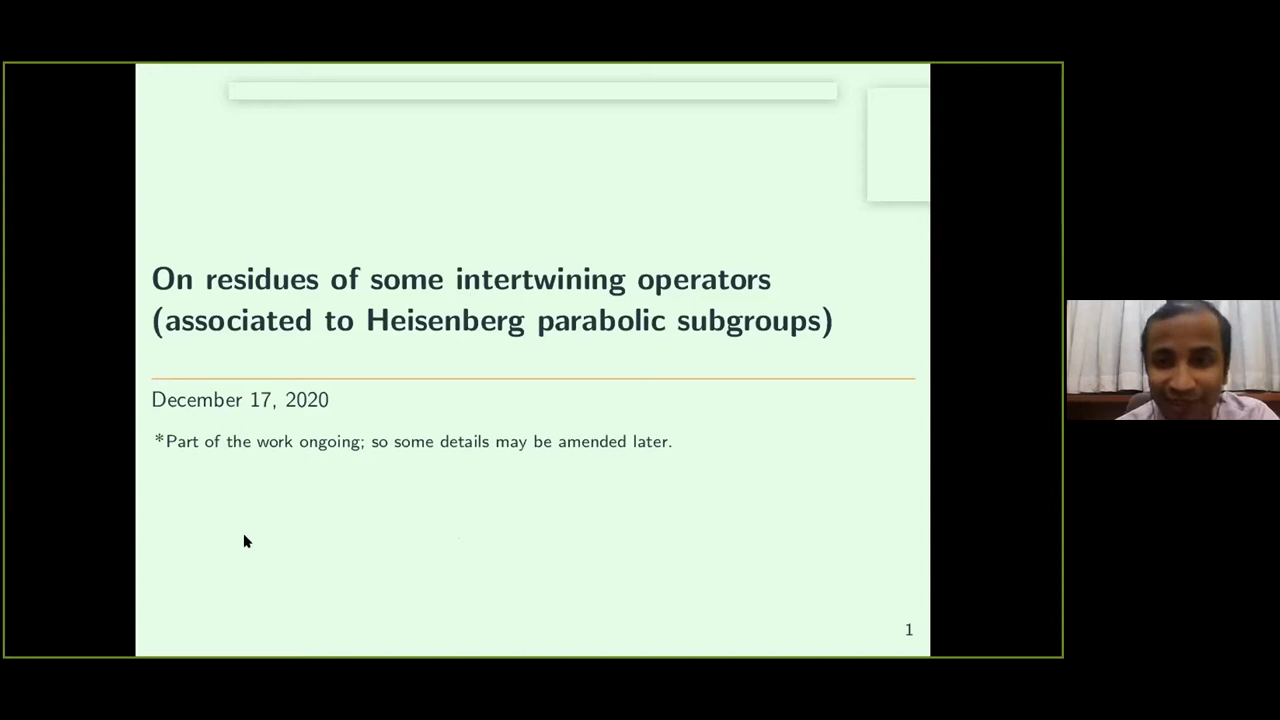 On residues of some intertwining operators
(associated to Heisenberg parabolic subgroups)
December 17, 2020
*Part of the work ongoing; so some details may be amended later.
1